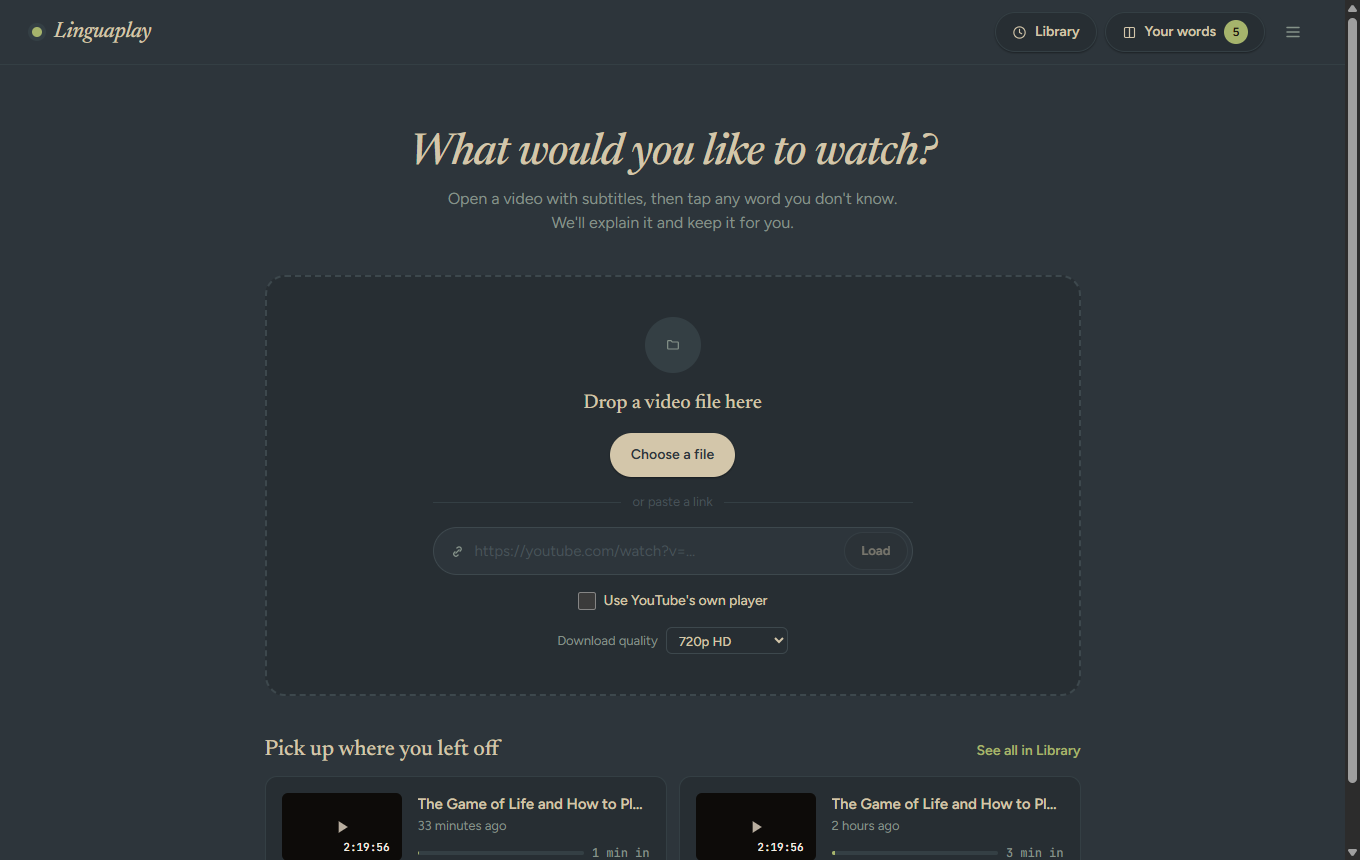 Linguaplay
Library
Your words 5
What would you like to watch?
Open a video with subtitles, then tap any word you don't know.
We'll explain it and keep it for you.
Drop a video file here
Choose a file
or paste a link
https://youtube.com/watch?v=...
Load
Use YouTube's own player
Download quality 720p HD
Pick up where you left off
See all in Library
The Game of Life and How to Pl...
33 minutes ago
2:19:56
1 min in
The Game of Life and How to Pl...
2 hours ago
2:19:56
3 min in